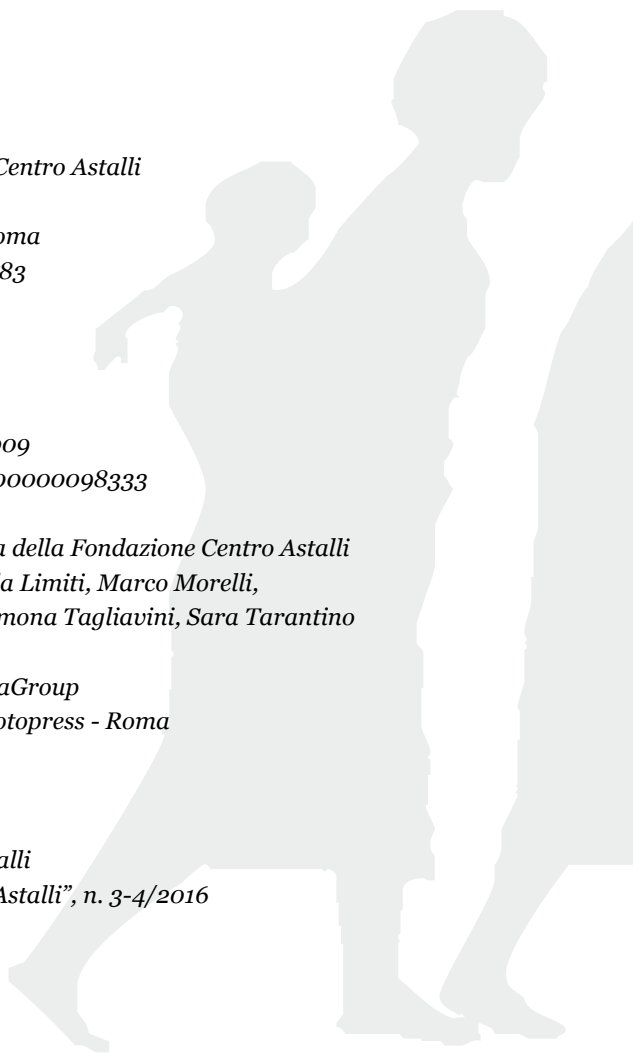 Centro Astalli
oma
83
009
00000098333
a della Fondazione Centro Astalli
la Limiti, Marco Morelli,
mona Tagliavini, Sara Tarantino
aGroup
otopress - Roma
alli
Astalli”, n. 3-4/2016